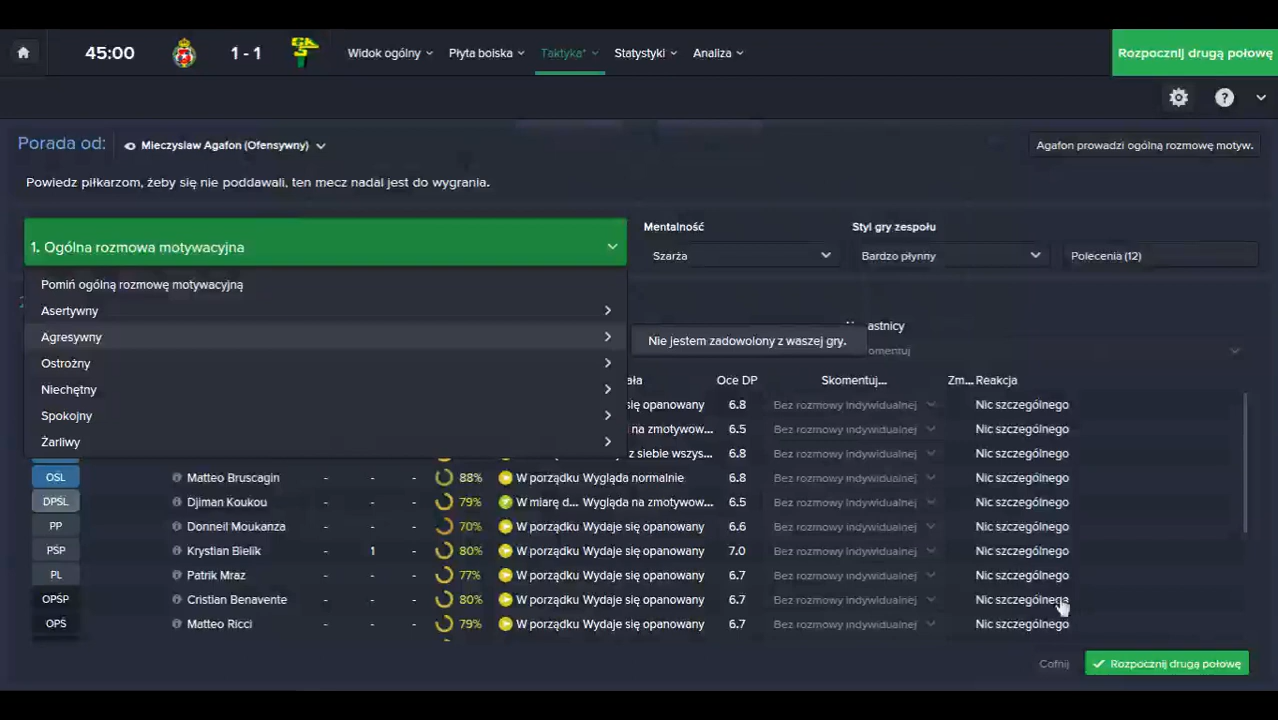 45:00
1 - 1
Widok ogólny
Płyta boiska
Taktyka*
Statystyki
Analiza
Rozpocznij drugą połowę
?
Porada od:
Mieczyslaw Agafon (Ofensywny)
Agafon prowadzi ogólną rozmowę motyw.
Powiedz piłkarzom, żeby się nie poddawali, ten mecz nadal jest do wygrania.
1. Ogólna rozmowa motywacyjna
Mentalność
Styl gry zespołu
Szarża
Bardzo płynny
Polecenia (12)
Pomiń ogólną rozmowę motywacyjną
Asertywny
Agresywny
Nie jestem zadowolony z waszej gry.
Ostrożny
Niechętny
Spokojny
Żarliwy
astnicy
omentuj
ała Oce DP Skomentuj... Zm... Reakcja
się opanowany 6.8 Bez rozmowy indywidualnej Nic szczególnego
na zmotywow... 6.5 Bez rozmowy indywidualnej Nic szczególnego
z siebie wszys... 6.8 Bez rozmowy indywidualnej Nic szczególnego
OŚL Matteo Bruscagin - - - 88% W porządku Wygląda normalnie 6.8 Bez rozmowy indywidualnej Nic szczególnego
DPŚL Djiman Koukou - - - 79% W miarę d... Wygląda na zmotywow... 6.5 Bez rozmowy indywidualnej Nic szczególnego
PP Donneil Moukanza - - - 70% W porządku Wydaje się opanowany 6.6 Bez rozmowy indywidualnej Nic szczególnego
PŚP Krystian Bielik - 1 - 80% W porządku Wydaje się opanowany 7.0 Bez rozmowy indywidualnej Nic szczególnego
PL Patrik Mraz - - - 77% W porządku Wydaje się opanowany 6.7 Bez rozmowy indywidualnej Nic szczególnego
OPŚP Cristian Benavente - - - 80% W porządku Wydaje się opanowany 6.7 Bez rozmowy indywidualnej Nic szczególnego
OPŚ Matteo Ricci - - - 79% W porządku Wydaje się opanowany 6.7 Bez rozmowy indywidualnej Nic szczególnego
Cofnij
Rozpocznij drugą połowę